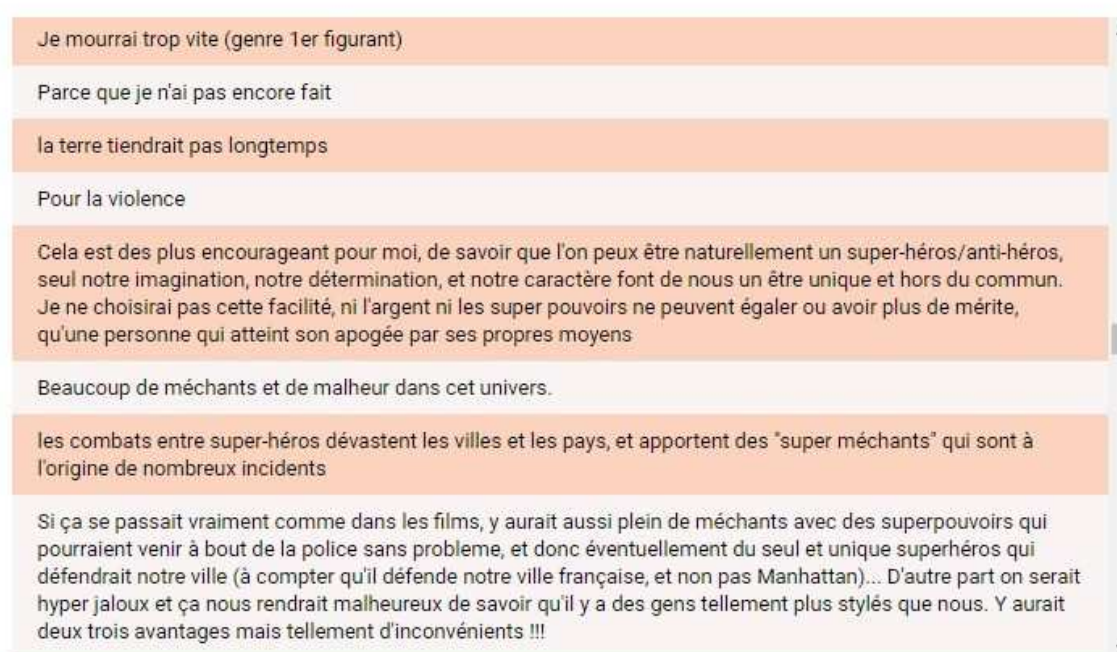 Je mourrai trop vite (genre 1er figurant)
Parce que je n'ai pas encore fait
la terre tiendrait pas longtemps
Pour la violence
Cela est des plus encourageant pour moi, de savoir que l'on peux être naturellement un super-héros/anti-héros,
seul notre imagination, notre détermination, et notre caractère font de nous un être unique et hors du commun.
Je ne choisirai pas cette facilité, ni l'argent ni les super pouvoirs ne peuvent égaler ou avoir plus de mérite,
qu'une personne qui atteint son apogée par ses propres moyens
Beaucoup de méchants et de malheur dans cet univers.
les combats entre super-héros dévastent les villes et les pays, et apportent des "super méchants" qui sont à
l'origine de nombreux incidents
Si ça se passait vraiment comme dans les films, y aurait aussi plein de méchants avec des superpouvoirs qui
pourraient venir à bout de la police sans probleme, et donc éventuellement du seul et unique superhéros qui
défendrait notre ville (à compter qu'il défende notre ville française, et non pas Manhattan)... D'autre part on serait
hyper jaloux et ça nous rendrait malheureux de savoir qu'il y a des gens tellement plus stylés que nous. Y aurait
deux trois avantages mais tellement d'inconvénients !!!